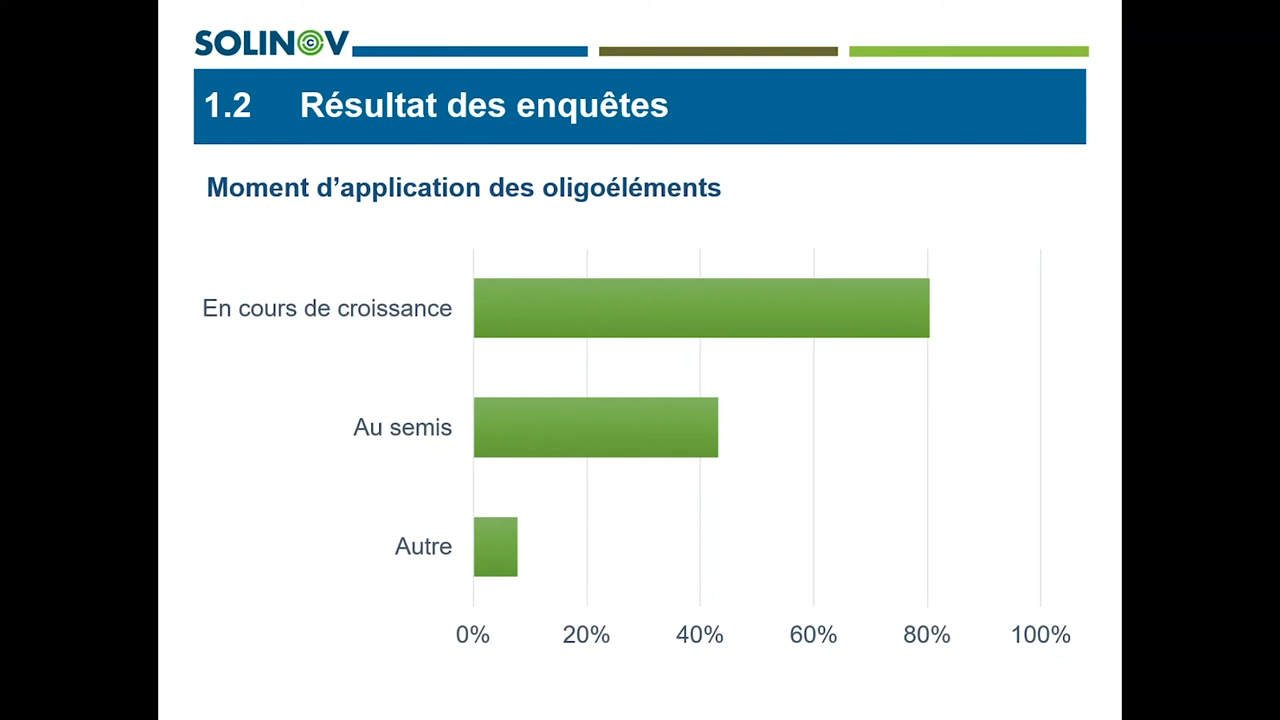 SOLINOV
1.2 Résultat des enquêtes
Moment d’application des oligoéléments
En cours de croissance
Au semis
Autre
0% 20% 40% 60% 80% 100%